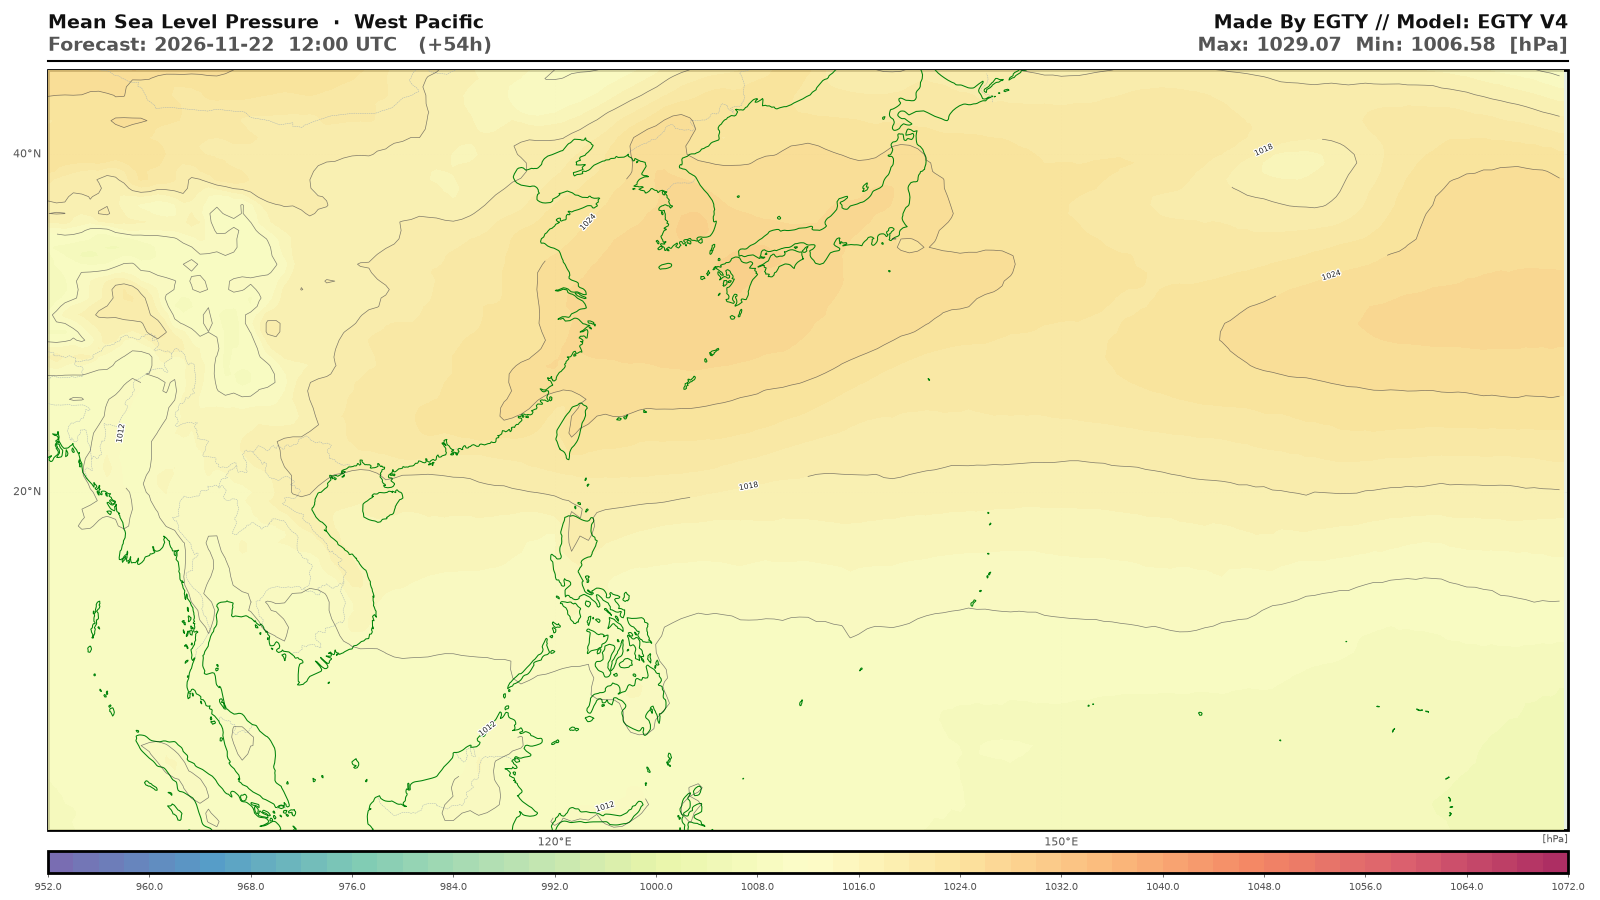 Mean Sea Level Pressure · West Pacific
Made By EGTY // Model: EGTY V4
Forecast: 2026-11-22 12:00 UTC (+54h)
Max: 1029.07 Min: 1006.58 [hPa]
40°N
1018
1024
1024
1012
20°N
1018
1012
1012
120°E
150°E
[hPa]
952.0 960.0 968.0 976.0 984.0 992.0 1000.0 1008.0 1016.0 1024.0 1032.0 1040.0 1048.0 1056.0 1064.0 1072.0